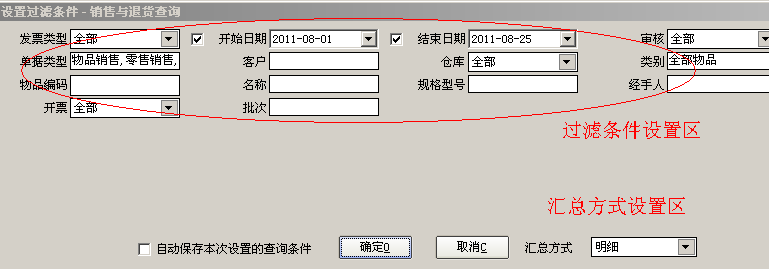 设置过滤条件 - 销售与退货查询
发票类型 全部 开始日期 2011-08-01 结束日期 2011-08-25 审核 全部
单据类型 物品销售,零售销售, 客户 仓库 全部 类别 全部物品
物品编码 名称 规格型号 经手人
开票 全部 批次
过滤条件设置区
汇总方式设置区
自动保存本次设置的查询条件 确定O 取消C 汇总方式 明细